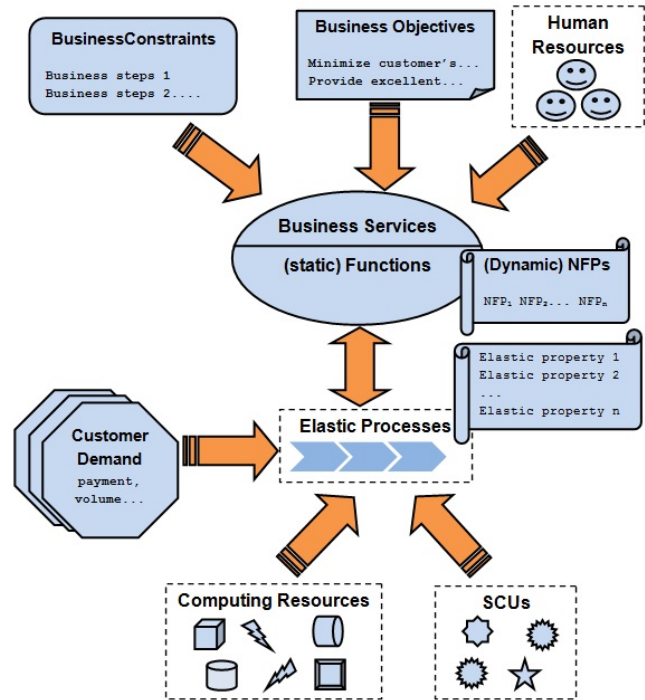 BusinessConstraints
Business steps 1
Business steps 2....
Business Objectives
Minimize customer's...
Provide excellent...
Human
Resources
Business Services
(static) Functions
(Dynamic) NFPs
NFP₁ NFP₂... NFPₙ
Elastic property 1
Elastic property 2
...
Elastic property n
Elastic Processes
Customer
Demand
payment,
volume...
Computing Resources
SCUs